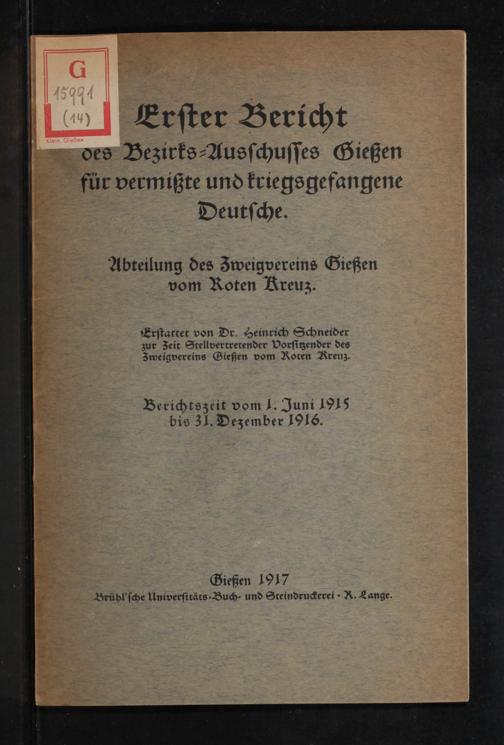 G
15991
(14)
Erster Bericht
des Bezirks-Ausschusses Gießen
für vermißte und kriegsgefangene
Deutsche.
Abteilung des Zweigvereins Gießen
vom Roten Kreuz.
Erstattet von Dr. Heinrich Schneider
zur Zeit Stellvertretender Vorsitzender des
Zweigvereins Gießen vom Roten Kreuz.
Berichtszeit vom 1. Juni 1915
bis 31. Dezember 1916.
Gießen 1917
Brühl'sche Universitäts-Buch- und Steindruckerei · R. Lange.